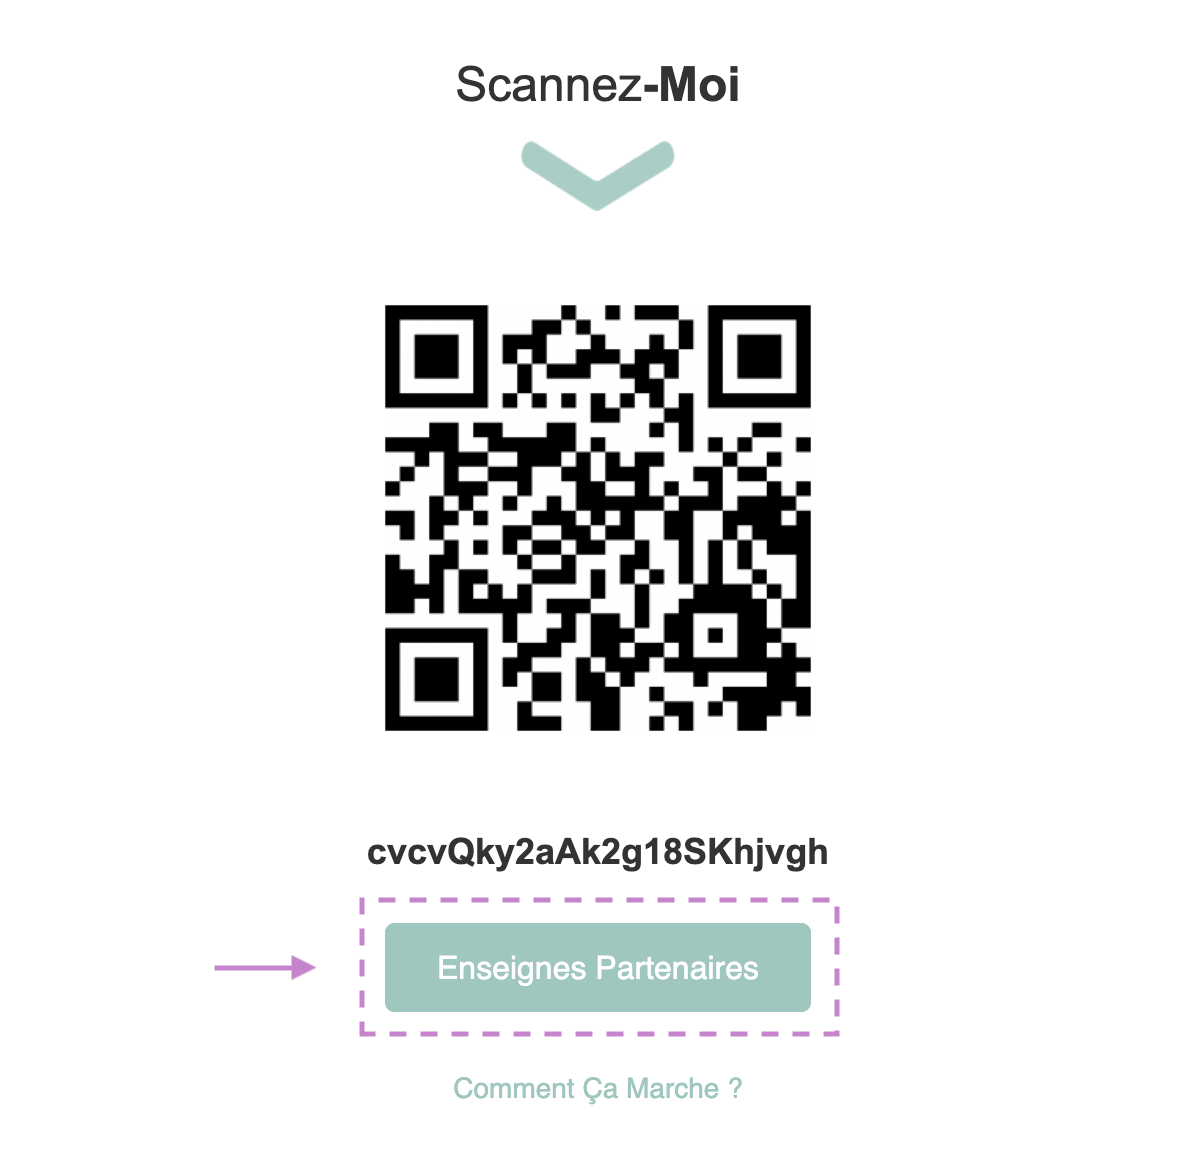 Scannez-Moi
cvcvQky2aAk2g18SKhjvgh
Enseignes Partenaires
Comment Ça Marche ?